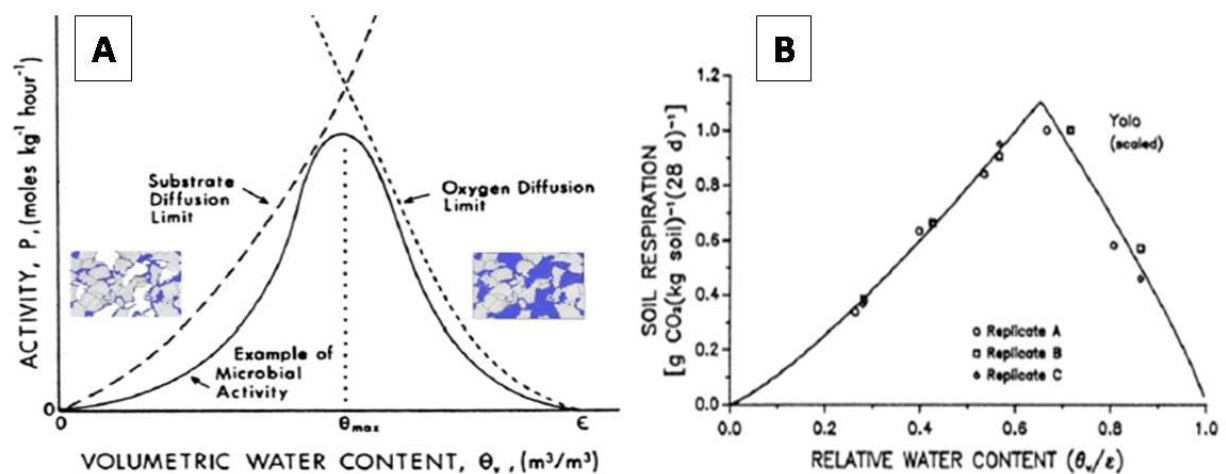 A
ACTIVITY, P, (moles kg⁻¹ hour⁻¹)
Substrate
Diffusion
Limit
Oxygen Diffusion
Limit
Example of
Microbial
Activity
0
0
θmax
ϵ
VOLUMETRIC WATER CONTENT, θv, (m³/m³)
B
SOIL RESPIRATION
[g CO₂(kg soil)⁻¹(28 d)⁻¹]
1.2
1.0
0.8
0.6
0.4
0.2
0.0
Yolo
(scaled)
Replicate A
Replicate B
Replicate C
0.0
0.2
0.4
0.6
0.8
1.0
RELATIVE WATER CONTENT (θv/ε)